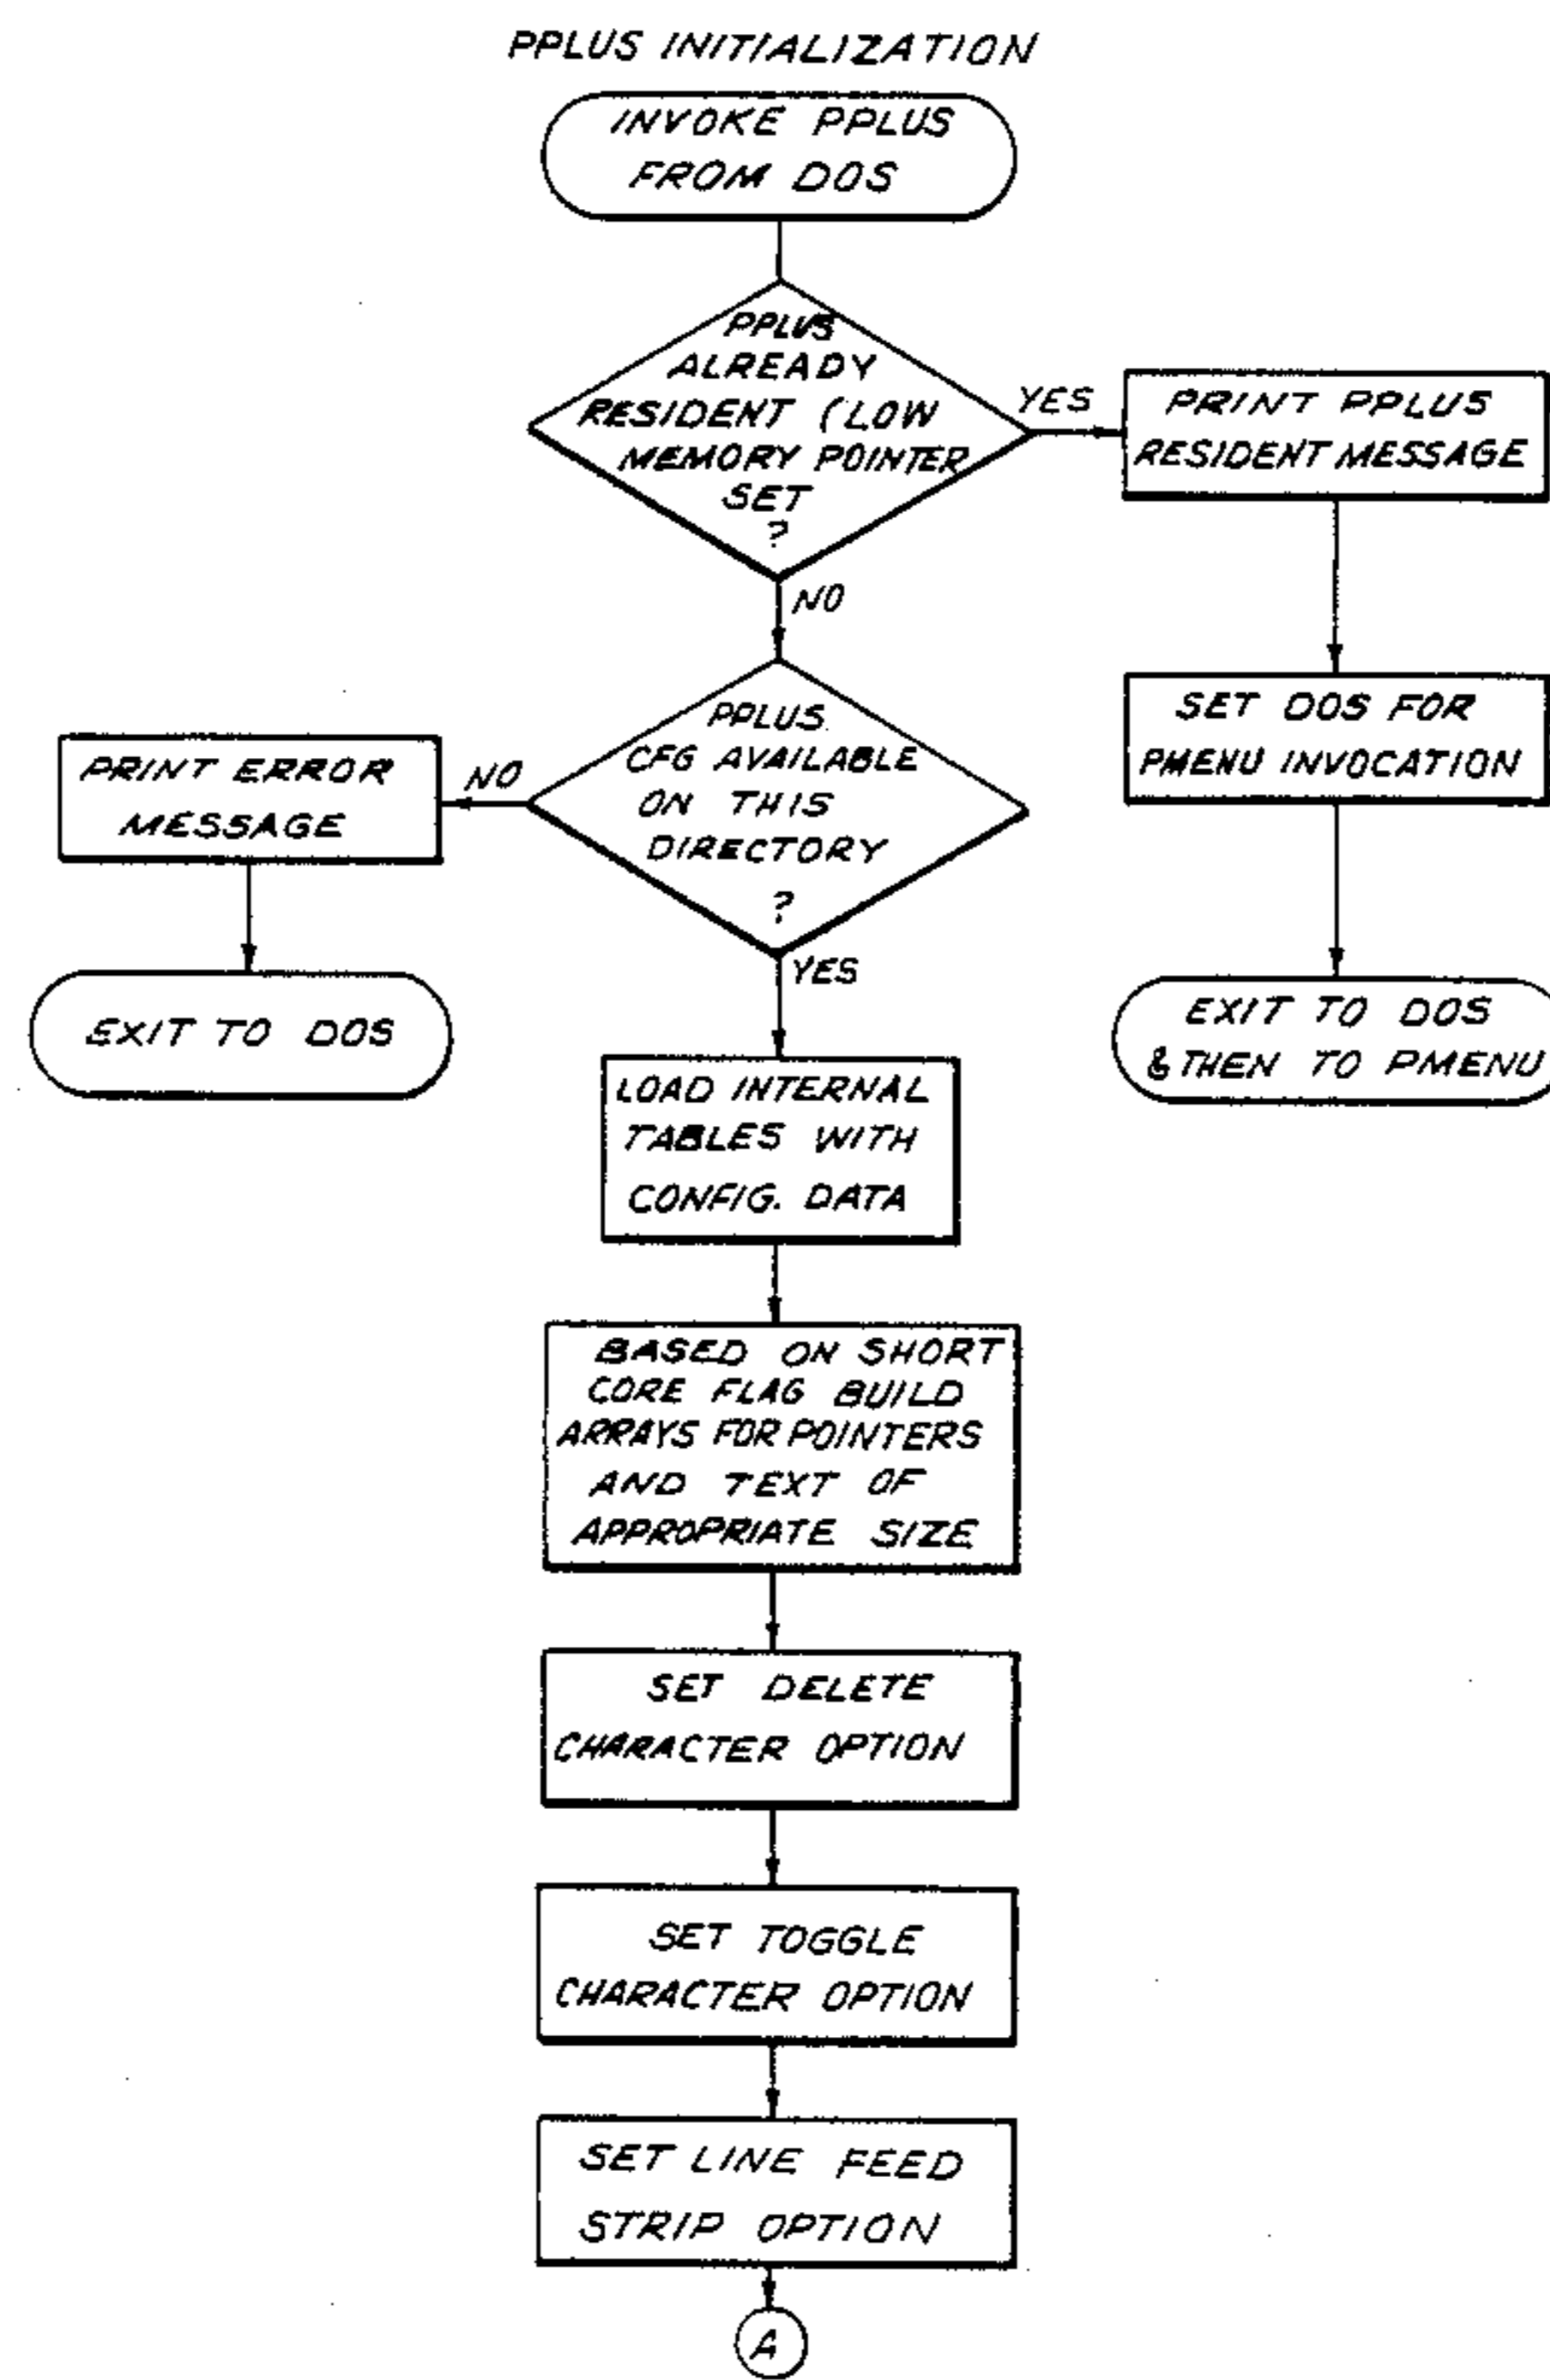 PPLUS INITIALIZATION
INVOKE PPLUS
FROM DOS
PPLUS
ALREADY
RESIDENT (LOW
MEMORY POINTER
SET
?
YES
PRINT PPLUS
RESIDENT MESSAGE
NO
SET DOS FOR
PMENU INVOCATION
EXIT TO DOS
& THEN TO PMENU
PPLUS.
CFG AVAILABLE
ON THIS
DIRECTORY
?
NO
PRINT ERROR
MESSAGE
EXIT TO DOS
YES
LOAD INTERNAL
TABLES WITH
CONFIG. DATA
BASED ON SHORT
CORE FLAG BUILD
ARRAYS FOR POINTERS
AND TEXT OF
APPROPRIATE SIZE
SET DELETE
CHARACTER OPTION
SET TOGGLE
CHARACTER OPTION
SET LINE FEED
STRIP OPTION
A